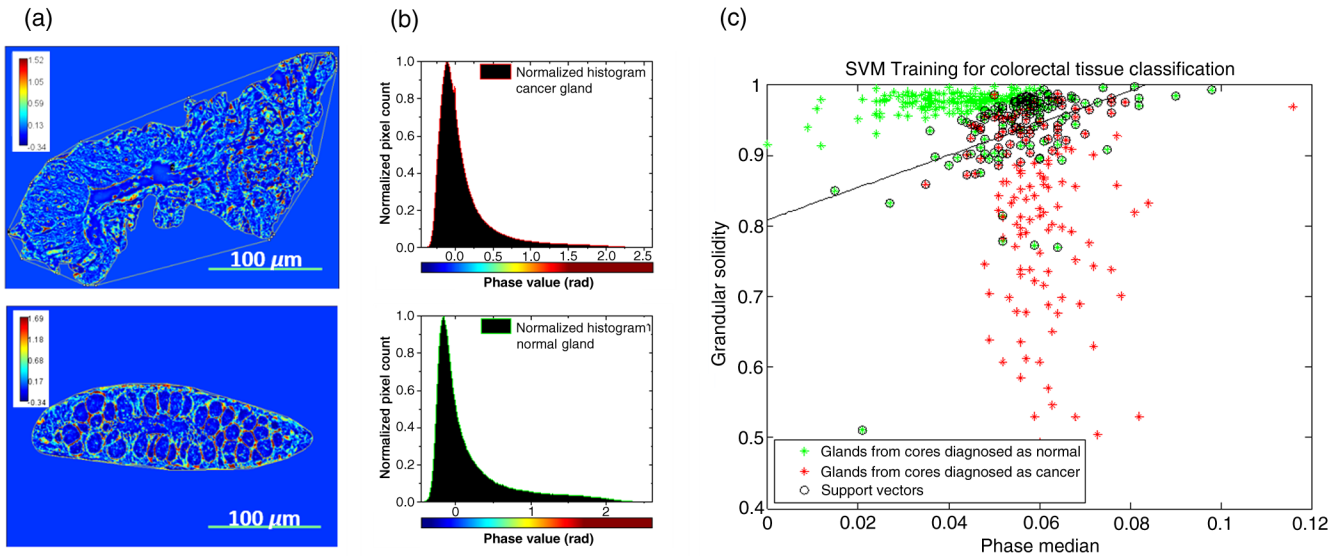 (a)
1.52
1.05
0.59
0.13
-0.34
100 µm
1.69
1.18
0.68
0.17
-0.34
100 µm
(b)
Normalized histogram
cancer gland
Normalized pixel count
1.0
0.8
0.6
0.4
0.2
0.0
0.0
0.5
1.0
1.5
2.0
2.5
Phase value (rad)
Normalized histogram
normal gland
Normalized pixel count
1.0
0.8
0.6
0.4
0.2
0.0
0
1
2
Phase value (rad)
(c)
SVM Training for colorectal tissue classification
Grandular solidity
1
0.9
0.8
0.7
0.6
0.5
0.4
Glands from cores diagnosed as normal
Glands from cores diagnosed as cancer
Support vectors
0
0.02
0.04
0.06
0.08
0.1
0.12
Phase median